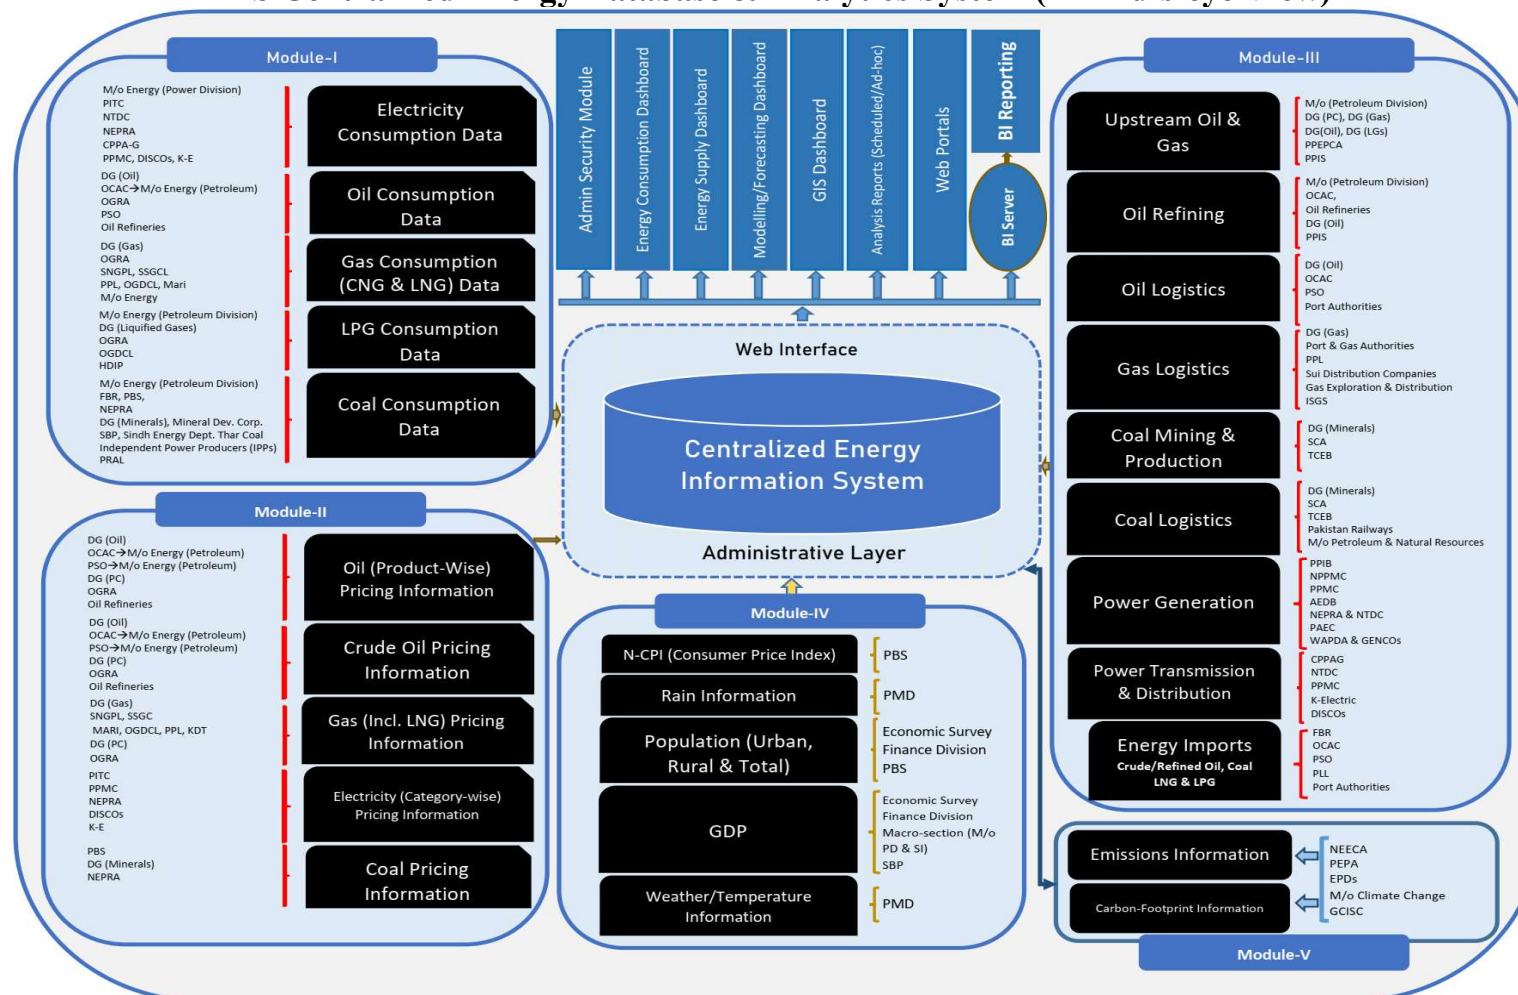 Module-I
M/o Energy (Power Division)
PITC
NTDC
NEPRA
CPPA-G
PPMC, DISCOs, K-E
Electricity
Consumption Data
DG (Oil)
OCAC→M/o Energy (Petroleum)
OGRA
PSO
Oil Refineries
Oil Consumption
Data
DG (Gas)
OGRA
SNGPL, SSGCL
PPL, OGDCL, Mari
M/o Energy
Gas Consumption
(CNG & LNG) Data
M/o Energy (Petroleum Division)
DG (Liquified Gases)
OGRA
OGDCL
HDIP
LPG Consumption
Data
M/o Energy (Petroleum Division)
FBR, PBS,
NEPRA
DG (Minerals), Mineral Dev. Corp.
SBP, Sindh Energy Dept. Thar Coal
Independent Power Producers (IPPs)
PRAL
Coal Consumption
Data
Module-II
DG (Oil)
OCAC→M/o Energy (Petroleum)
PSO→M/o Energy (Petroleum)
DG (PC)
OGRA
Oil Refineries
Oil (Product-Wise)
Pricing Information
DG (Oil)
OCAC→M/o Energy (Petroleum)
PSO→M/o Energy (Petroleum)
DG (PC)
OGRA
Oil Refineries
Crude Oil Pricing
Information
DG (Gas)
SNGPL, SSGC
MARI, OGDCL, PPL, KDT
DG (PC)
OGRA
Gas (Incl. LNG) Pricing
Information
PITC
PPMC
NEPRA
DISCOs
K-E
Electricity (Category-wise)
Pricing Information
PBS
DG (Minerals)
NEPRA
Coal Pricing
Information
Admin Security Module
Energy Consumption Dashboard
Energy Supply Dashboard
Modelling/Forecasting Dashboard
GIS Dashboard
Analysis Reports (Scheduled/Ad-hoc)
Web Portals
BI Reporting
BI Server
Web Interface
Centralized Energy
Information System
Administrative Layer
Module-IV
N-CPI (Consumer Price Index)
PBS
Rain Information
PMD
Population (Urban,
Rural & Total)
Economic Survey
Finance Division
PBS
GDP
Economic Survey
Finance Division
Macro-section (M/o
PD & SI)
SBP
Weather/Temperature
Information
PMD
Module-III
Upstream Oil &
Gas
M/o (Petroleum Division)
DG (PC), DG (Gas)
DG(Oil), DG (LGs)
PPEPCA
PPIS
Oil Refining
M/o (Petroleum Division)
OCAC,
Oil Refineries
DG (Oil)
PPIS
Oil Logistics
DG (Oil)
OCAC
PSO
Port Authorities
Gas Logistics
DG (Gas)
Port & Gas Authorities
PPL
Sui Distribution Companies
Gas Exploration & Distribution
ISGS
Coal Mining &
Production
DG (Minerals)
SCA
TCEB
Coal Logistics
DG (Minerals)
SCA
TCEB
Pakistan Railways
M/o Petroleum & Natural Resources
Power Generation
PPIB
NPPMC
PPMC
AEDB
NEPRA & NTDC
PAEC
WAPDA & GENCOs
Power Transmission
& Distribution
CPPAG
NTDC
PPMC
K-Electric
DISCOs
Energy Imports
Crude/Refined Oil, Coal
LNG & LPG
FBR
OCAC
PSO
PLL
Port Authorities
Emissions Information
Carbon-Footprint Information
NEECA
PEPA
EPDs
M/o Climate Change
GCISC
Module-V